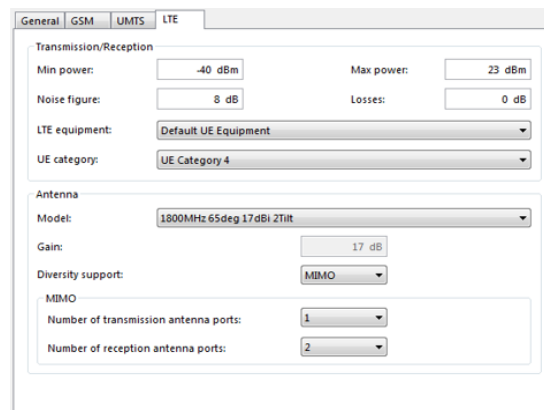 General GSM UMTS LTE
Transmission/Reception
Min power: -40 dBm Max power: 23 dBm
Noise figure: 8 dB Losses: 0 dB
LTE equipment: Default UE Equipment
UE category: UE Category 4
Antenna
Model: 1800MHz 65deg 17dBi 2Tilt
Gain: 17 dB
Diversity support: MIMO
MIMO
Number of transmission antenna ports: 1
Number of reception antenna ports: 2